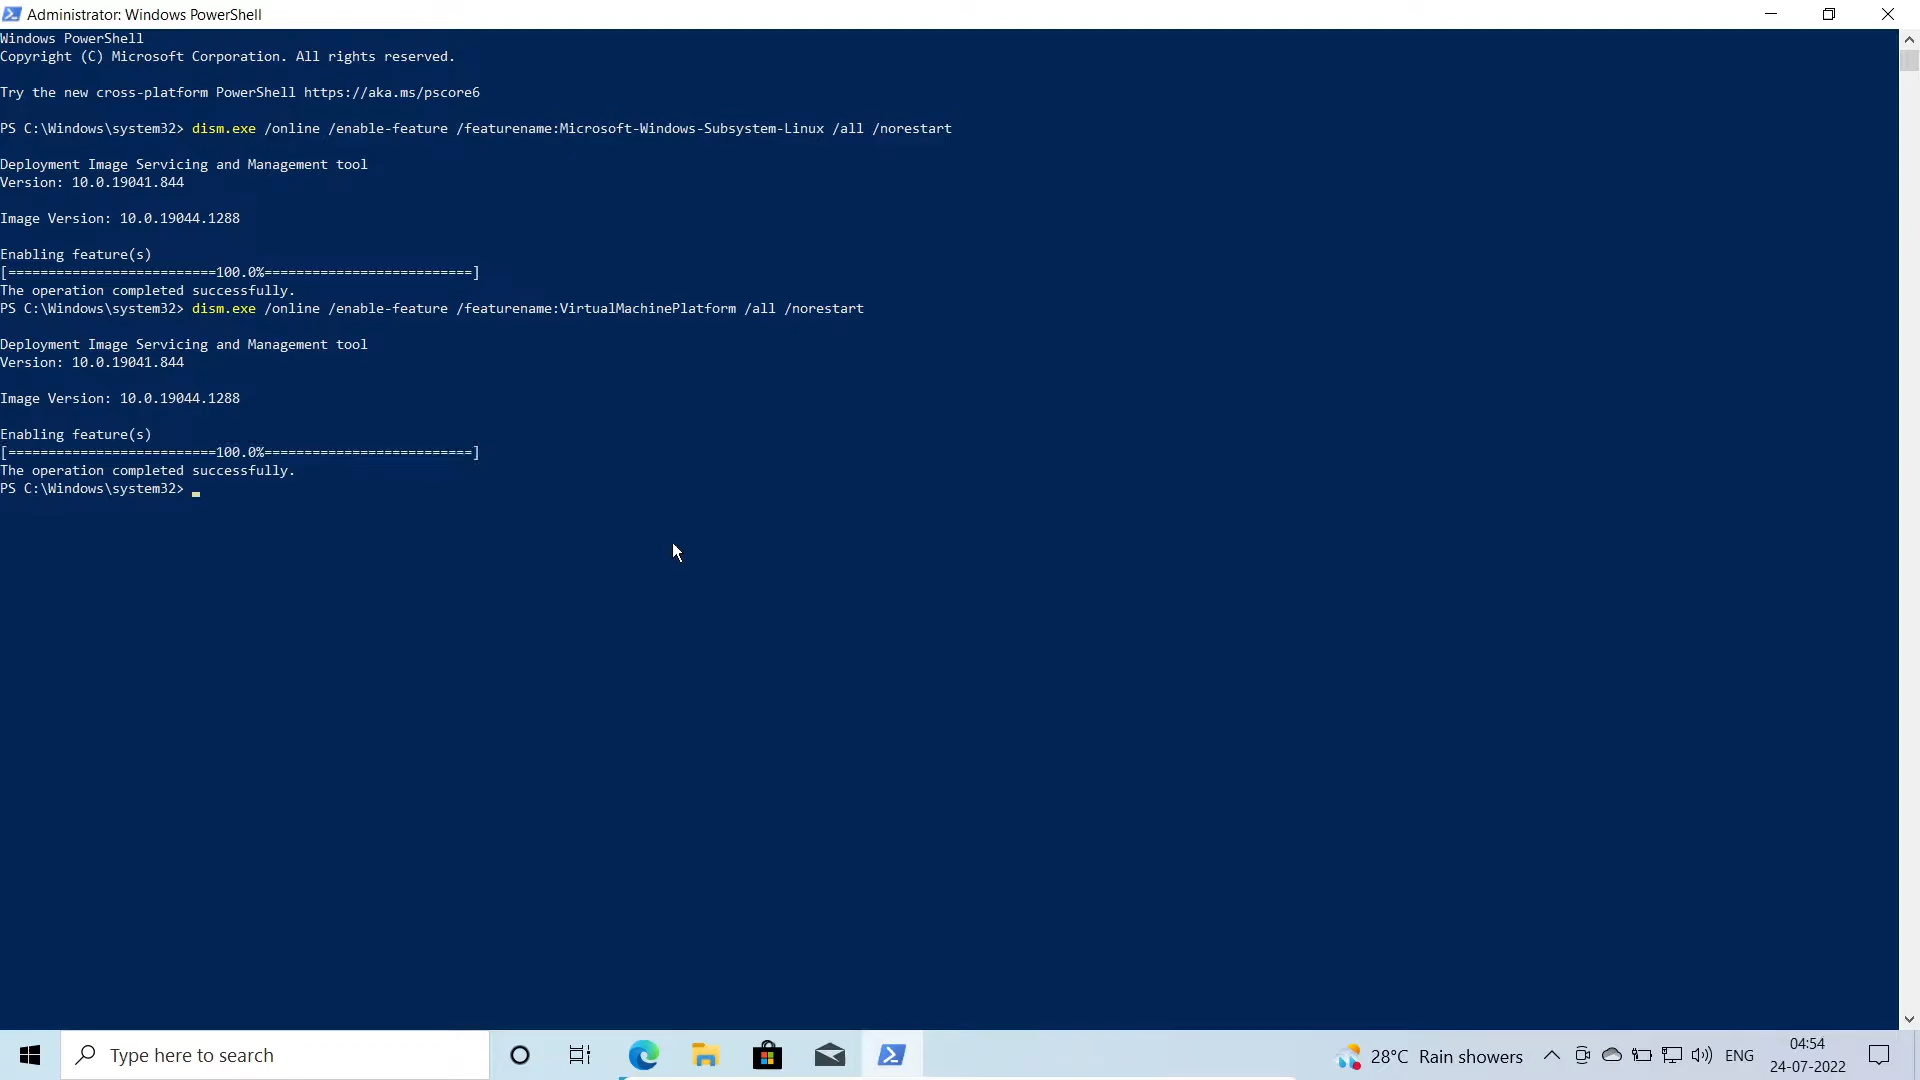 Administrator: Windows PowerShell
Windows PowerShell
Copyright (C) Microsoft Corporation. All rights reserved.
Try the new cross-platform PowerShell https://aka.ms/pscore6
PS C:\Windows\system32> dism.exe /online /enable-feature /featurename:Microsoft-Windows-Subsystem-Linux /all /norestart
Deployment Image Servicing and Management tool
Version: 10.0.19041.844
Image Version: 10.0.19044.1288
Enabling feature(s)
[==========================100.0%==========================]
The operation completed successfully.
PS C:\Windows\system32> dism.exe /online /enable-feature /featurename:VirtualMachinePlatform /all /norestart
Deployment Image Servicing and Management tool
Version: 10.0.19041.844
Image Version: 10.0.19044.1288
Enabling feature(s)
[==========================100.0%==========================]
The operation completed successfully.
PS C:\Windows\system32>
Type here to search
28°C Rain showers
ENG
04:54
24-07-2022